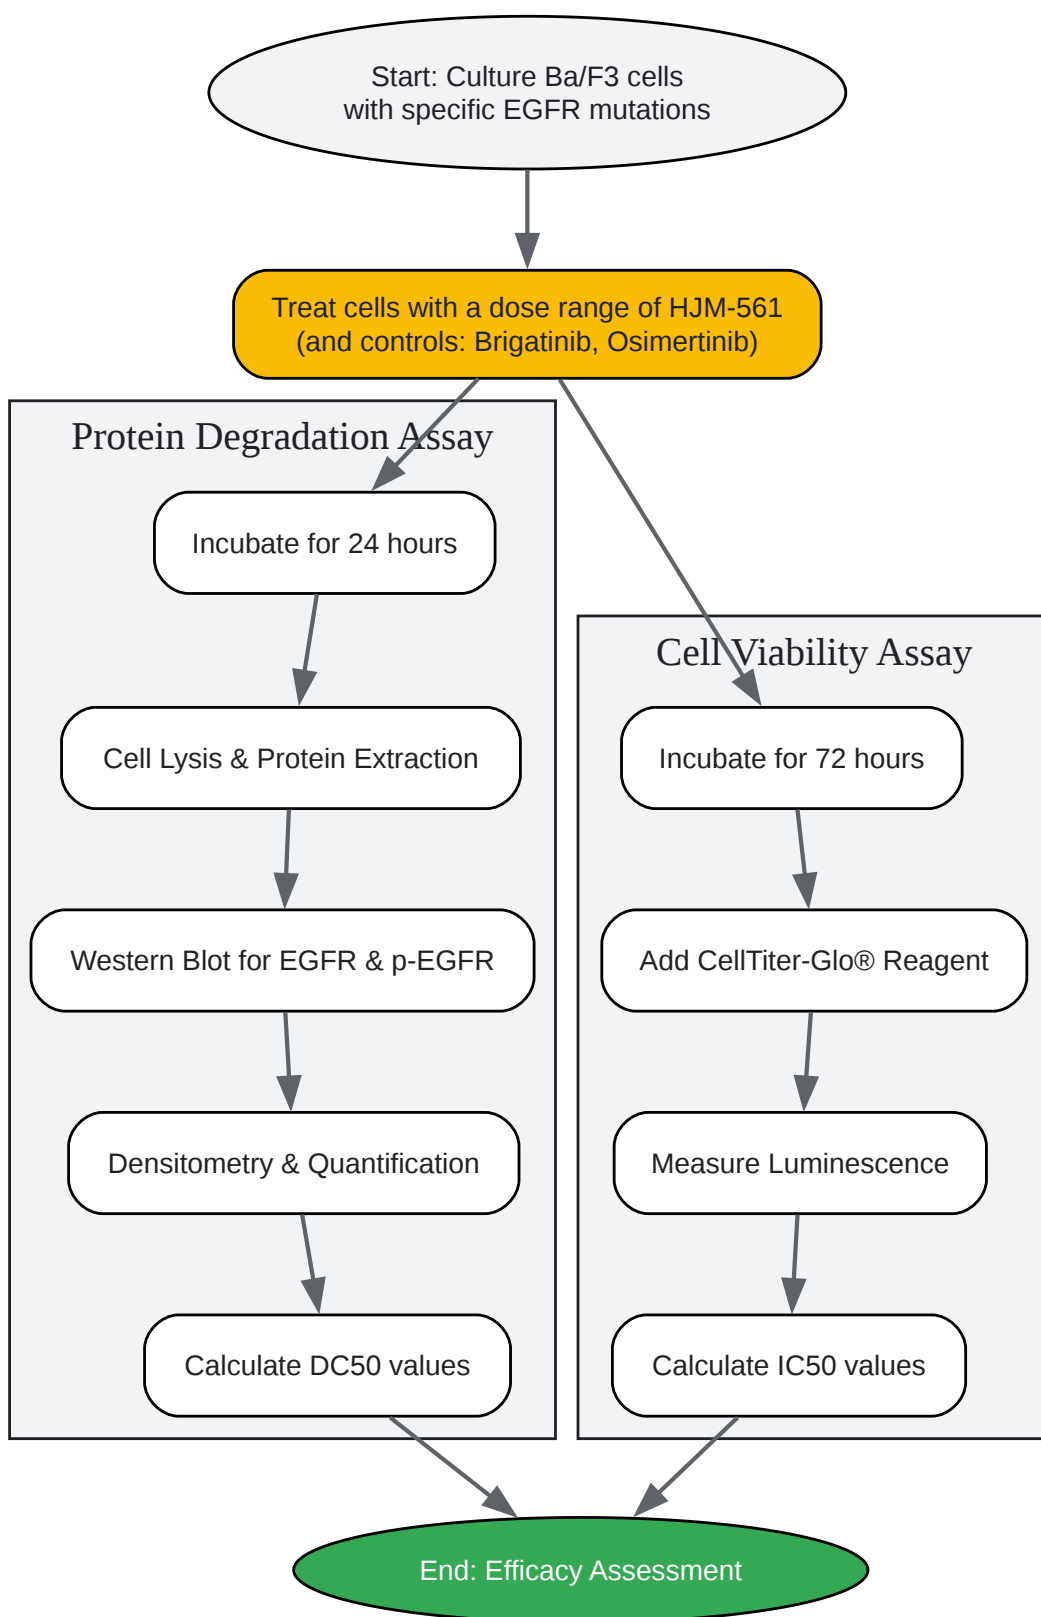 Start: Culture Ba/F3 cells
with specific EGFR mutations
Treat cells with a dose range of HJM-561
(and controls: Brigatinib, Osimertinib)
Protein Degradation Assay
Incubate for 24 hours
Cell Lysis & Protein Extraction
Western Blot for EGFR & p-EGFR
Densitometry & Quantification
Calculate DC50 values
Cell Viability Assay
Incubate for 72 hours
Add CellTiter-Glo® Reagent
Measure Luminescence
Calculate IC50 values
End: Efficacy Assessment